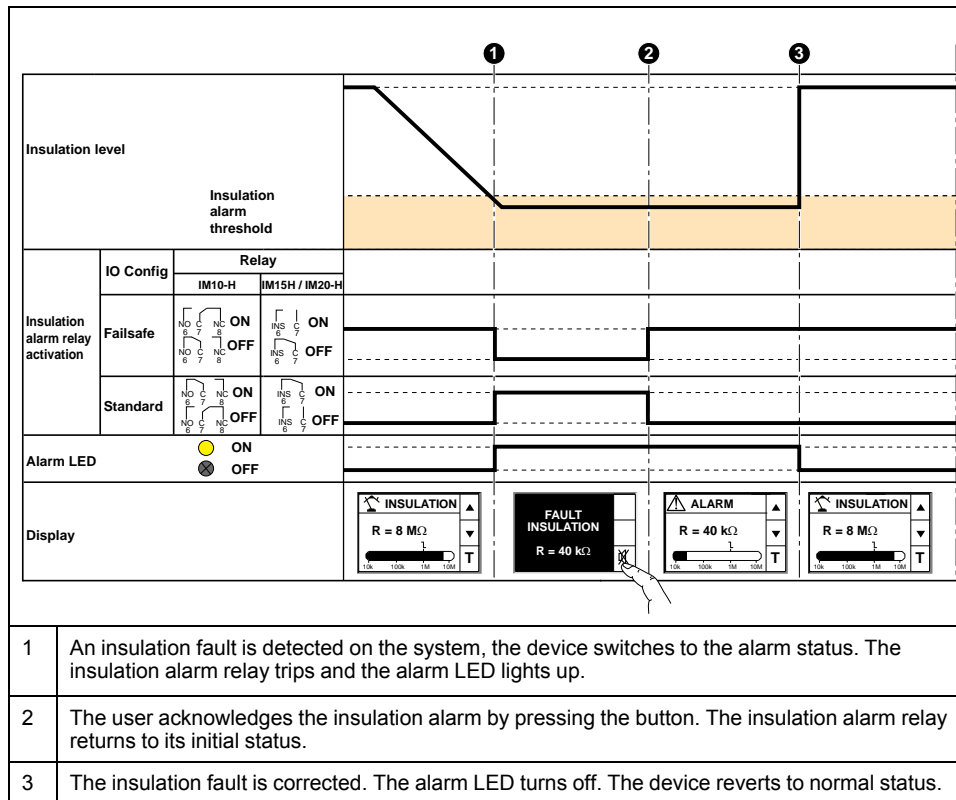 1 2 3
Insulation level
Insulation
alarm
threshold
Insulation
alarm relay
activation
IO Config
Relay
IM10-H
IM15H / IM20-H
Failsafe
NO C NC ON
6 7 8
NO C NC OFF
6 7 8
INS C ON
6 7
INS C OFF
6 7
Standard
NO C NC ON
6 7 8
NO C NC OFF
6 7 8
INS C ON
6 7
INS C OFF
6 7
Alarm LED
ON
OFF
Display
INSULATION
R = 8 MΩ
10k 100k 1M 10M
T
FAULT
INSULATION
R = 40 kΩ
ALARM
R = 40 kΩ
10k 100k 1M 10M
T
INSULATION
R = 8 MΩ
10k 100k 1M 10M
T
1 An insulation fault is detected on the system, the device switches to the alarm status. The
insulation alarm relay trips and the alarm LED lights up.
2 The user acknowledges the insulation alarm by pressing the button. The insulation alarm relay
returns to its initial status.
3 The insulation fault is corrected. The alarm LED turns off. The device reverts to normal status.